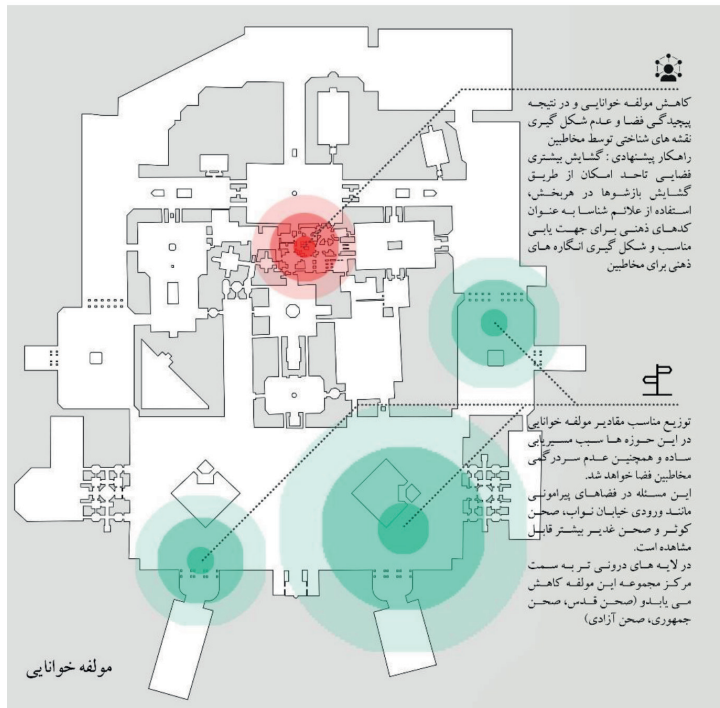 کاهش مولفه خوانایی و در نتیجه
پیچیدگی فضا و عدم شکل گیری
نقشه های شناختی توسط مخاطبین
راهکار پیشنهادی : گشایش بیشتری
فضایی تاحد امکان از طریق
گشایش بازشوها در هربخش،
استفاده از علائم شناسا به عنوان
کدهای ذهنی برای جهت یابی
مناسب و شکل گیری انگاره های
ذهنی برای مخاطبین
توزیع مناسب مقادیر مولفه خوانایی
در این حوزه ها سبب مسیریابی
ساده و همچنین عدم سردرگمی
مخاطبین فضا خواهد شد.
این مسئله در فضاهای پیرامونی
مانند ورودی خیابان نواب، صحن
کوثر و صحن غدیر بیشتر قابل
مشاهده است.
در لایه های درونی تر به سمت
مرکز مجموعه این مولفه کاهش
می یابدو (صحن قدس، صحن
جمهوری، صحن آزادی)
مولفه خوانایی